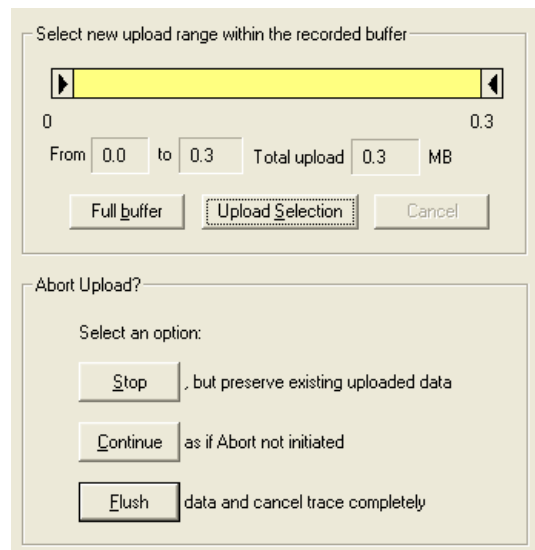 Select new upload range within the recorded buffer
0 0.3
From 0.0 to 0.3 Total upload 0.3 MB
Full buffer Upload Selection Cancel
Abort Upload?
Select an option:
Stop , but preserve existing uploaded data
Continue as if Abort not initiated
Flush data and cancel trace completely